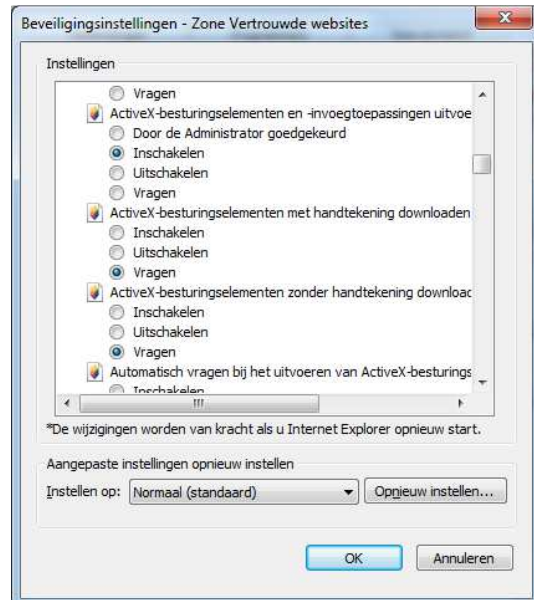 Beveiligingsinstellingen - Zone Vertrouwde websites
Instellingen
Vragen
ActiveX-besturingselementen en -invoegtoepassingen uitvoe
Door de Administrator goedgekeurd
Inschakelen
Uitschakelen
Vragen
ActiveX-besturingselementen met handtekening downloaden
Inschakelen
Uitschakelen
Vragen
ActiveX-besturingselementen zonder handtekening downloac
Inschakelen
Uitschakelen
Vragen
Automatisch vragen bij het uitvoeren van ActiveX-besturings
Inschakelen
*De wijzigingen worden van kracht als u Internet Explorer opnieuw start.
Aangepaste instellingen opnieuw instellen
Instellen op: Normaal (standaard) Opnieuw instellen...
OK Annuleren